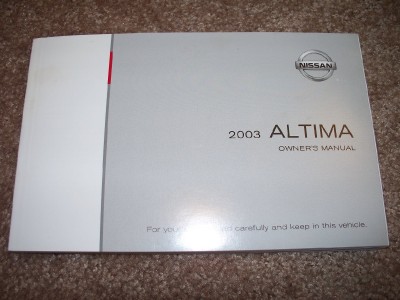 NISSAN
2003 ALTIMA
OWNER'S MANUAL
For your carefully and keep in this vehicle.